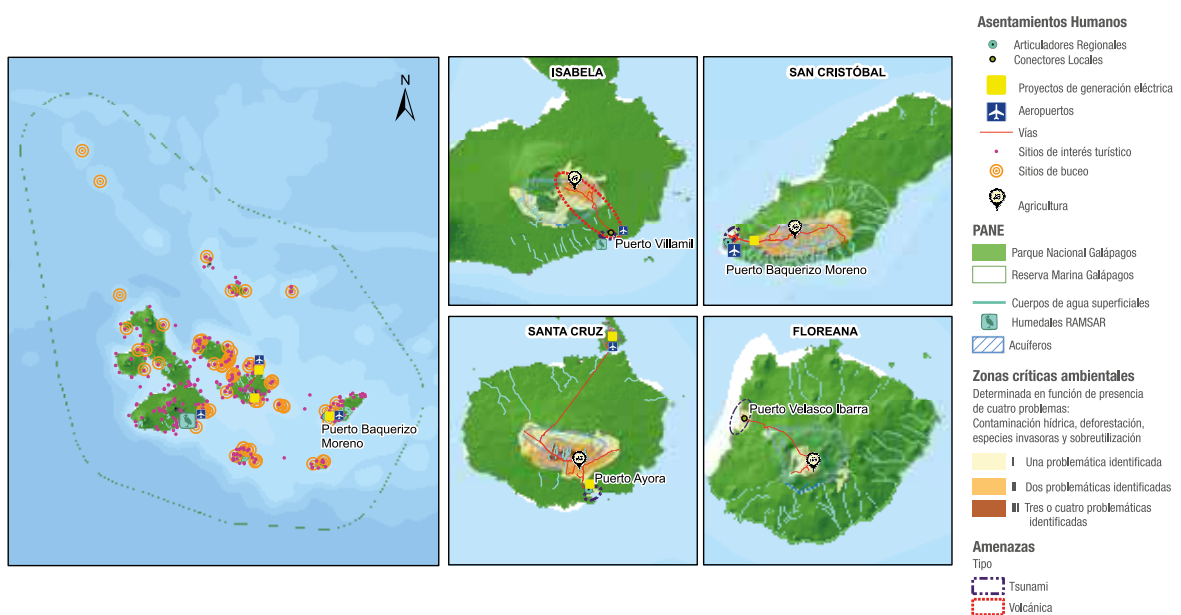 N
Puerto Baquerizo
Moreno
ISABELA
Puerto Villamil
SAN CRISTÓBAL
Puerto Baquerizo Moreno
SANTA CRUZ
Puerto Ayora
FLOREANA
Puerto Velasco Ibarra
Asentamientos Humanos
Articuladores Regionales
Conectores Locales
Proyectos de generación eléctrica
Aeropuertos
Vías
Sitios de interés turístico
Sitios de buceo
Agricultura
PANE
Parque Nacional Galápagos
Reserva Marina Galápagos
Cuerpos de agua superficiales
Humedales RAMSAR
Acuíferos
Zonas críticas ambientales
Determinada en función de presencia
de cuatro problemas:
Contaminación hídrica, deforestación,
especies invasoras y sobreutilización
I Una problemática identificada
II Dos problemáticas identificadas
III Tres o cuatro problemáticas
identificadas
Amenazas
Tipo
Tsunami
Volcánica